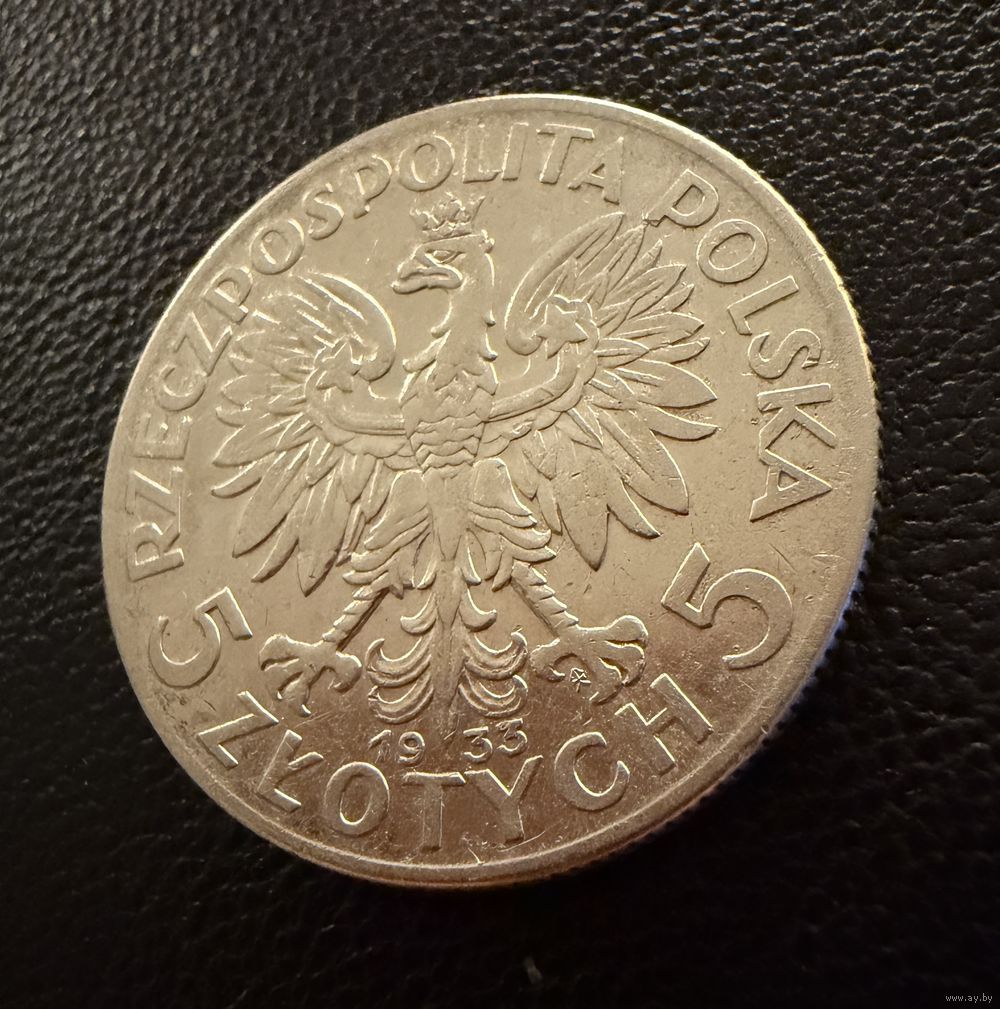 RZECZPOSPOLITA POLSKA
5 ZŁOTYCH 5
1933
www.ay.by